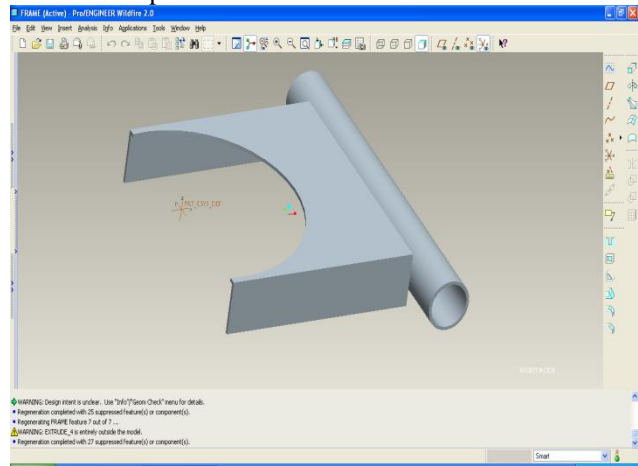 FRAME (Active) - Pro/ENGINEER Wildfire 2.0
File Edit View Insert Analysis Info Applications Tools Window Help
PRT_CSYS_DEF
WARNING: Design intent is unclear. Use "Info"/"Geom Check" menu for details.
Regeneration completed with 25 suppressed feature(s) or component(s).
Regenerating FRAME feature 7 out of 7 ...
WARNING: EXTRUDE_4 is entirely outside the model.
Regeneration completed with 27 suppressed feature(s) or component(s).
Smart